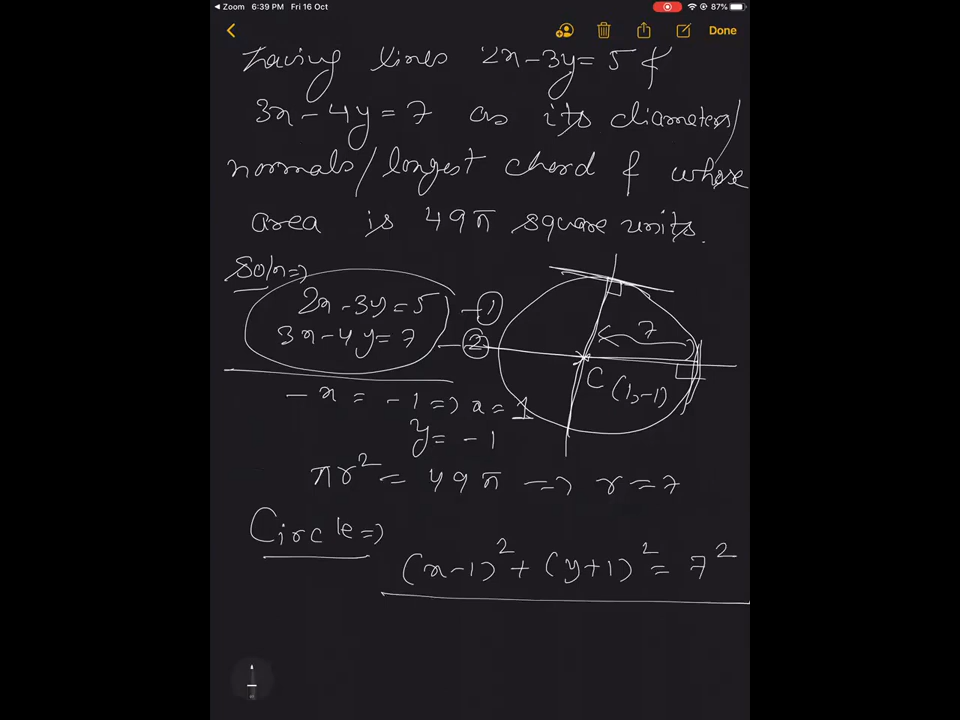 Zoom 6:39 PM Fri 16 Oct 87%
Done
having lines 2x-3y=5 &
3x-4y=7 as its diameters/
normals/longest chord & whose
area is 49π square units.
Soln=>
2x-3y=5 -①
3x-4y=7 -②
-x = -1 => x=1
y= -1
πr² = 49π => r=7
7
C (1,-1)
Circle=>
(x-1)² + (y+1)² = 7²